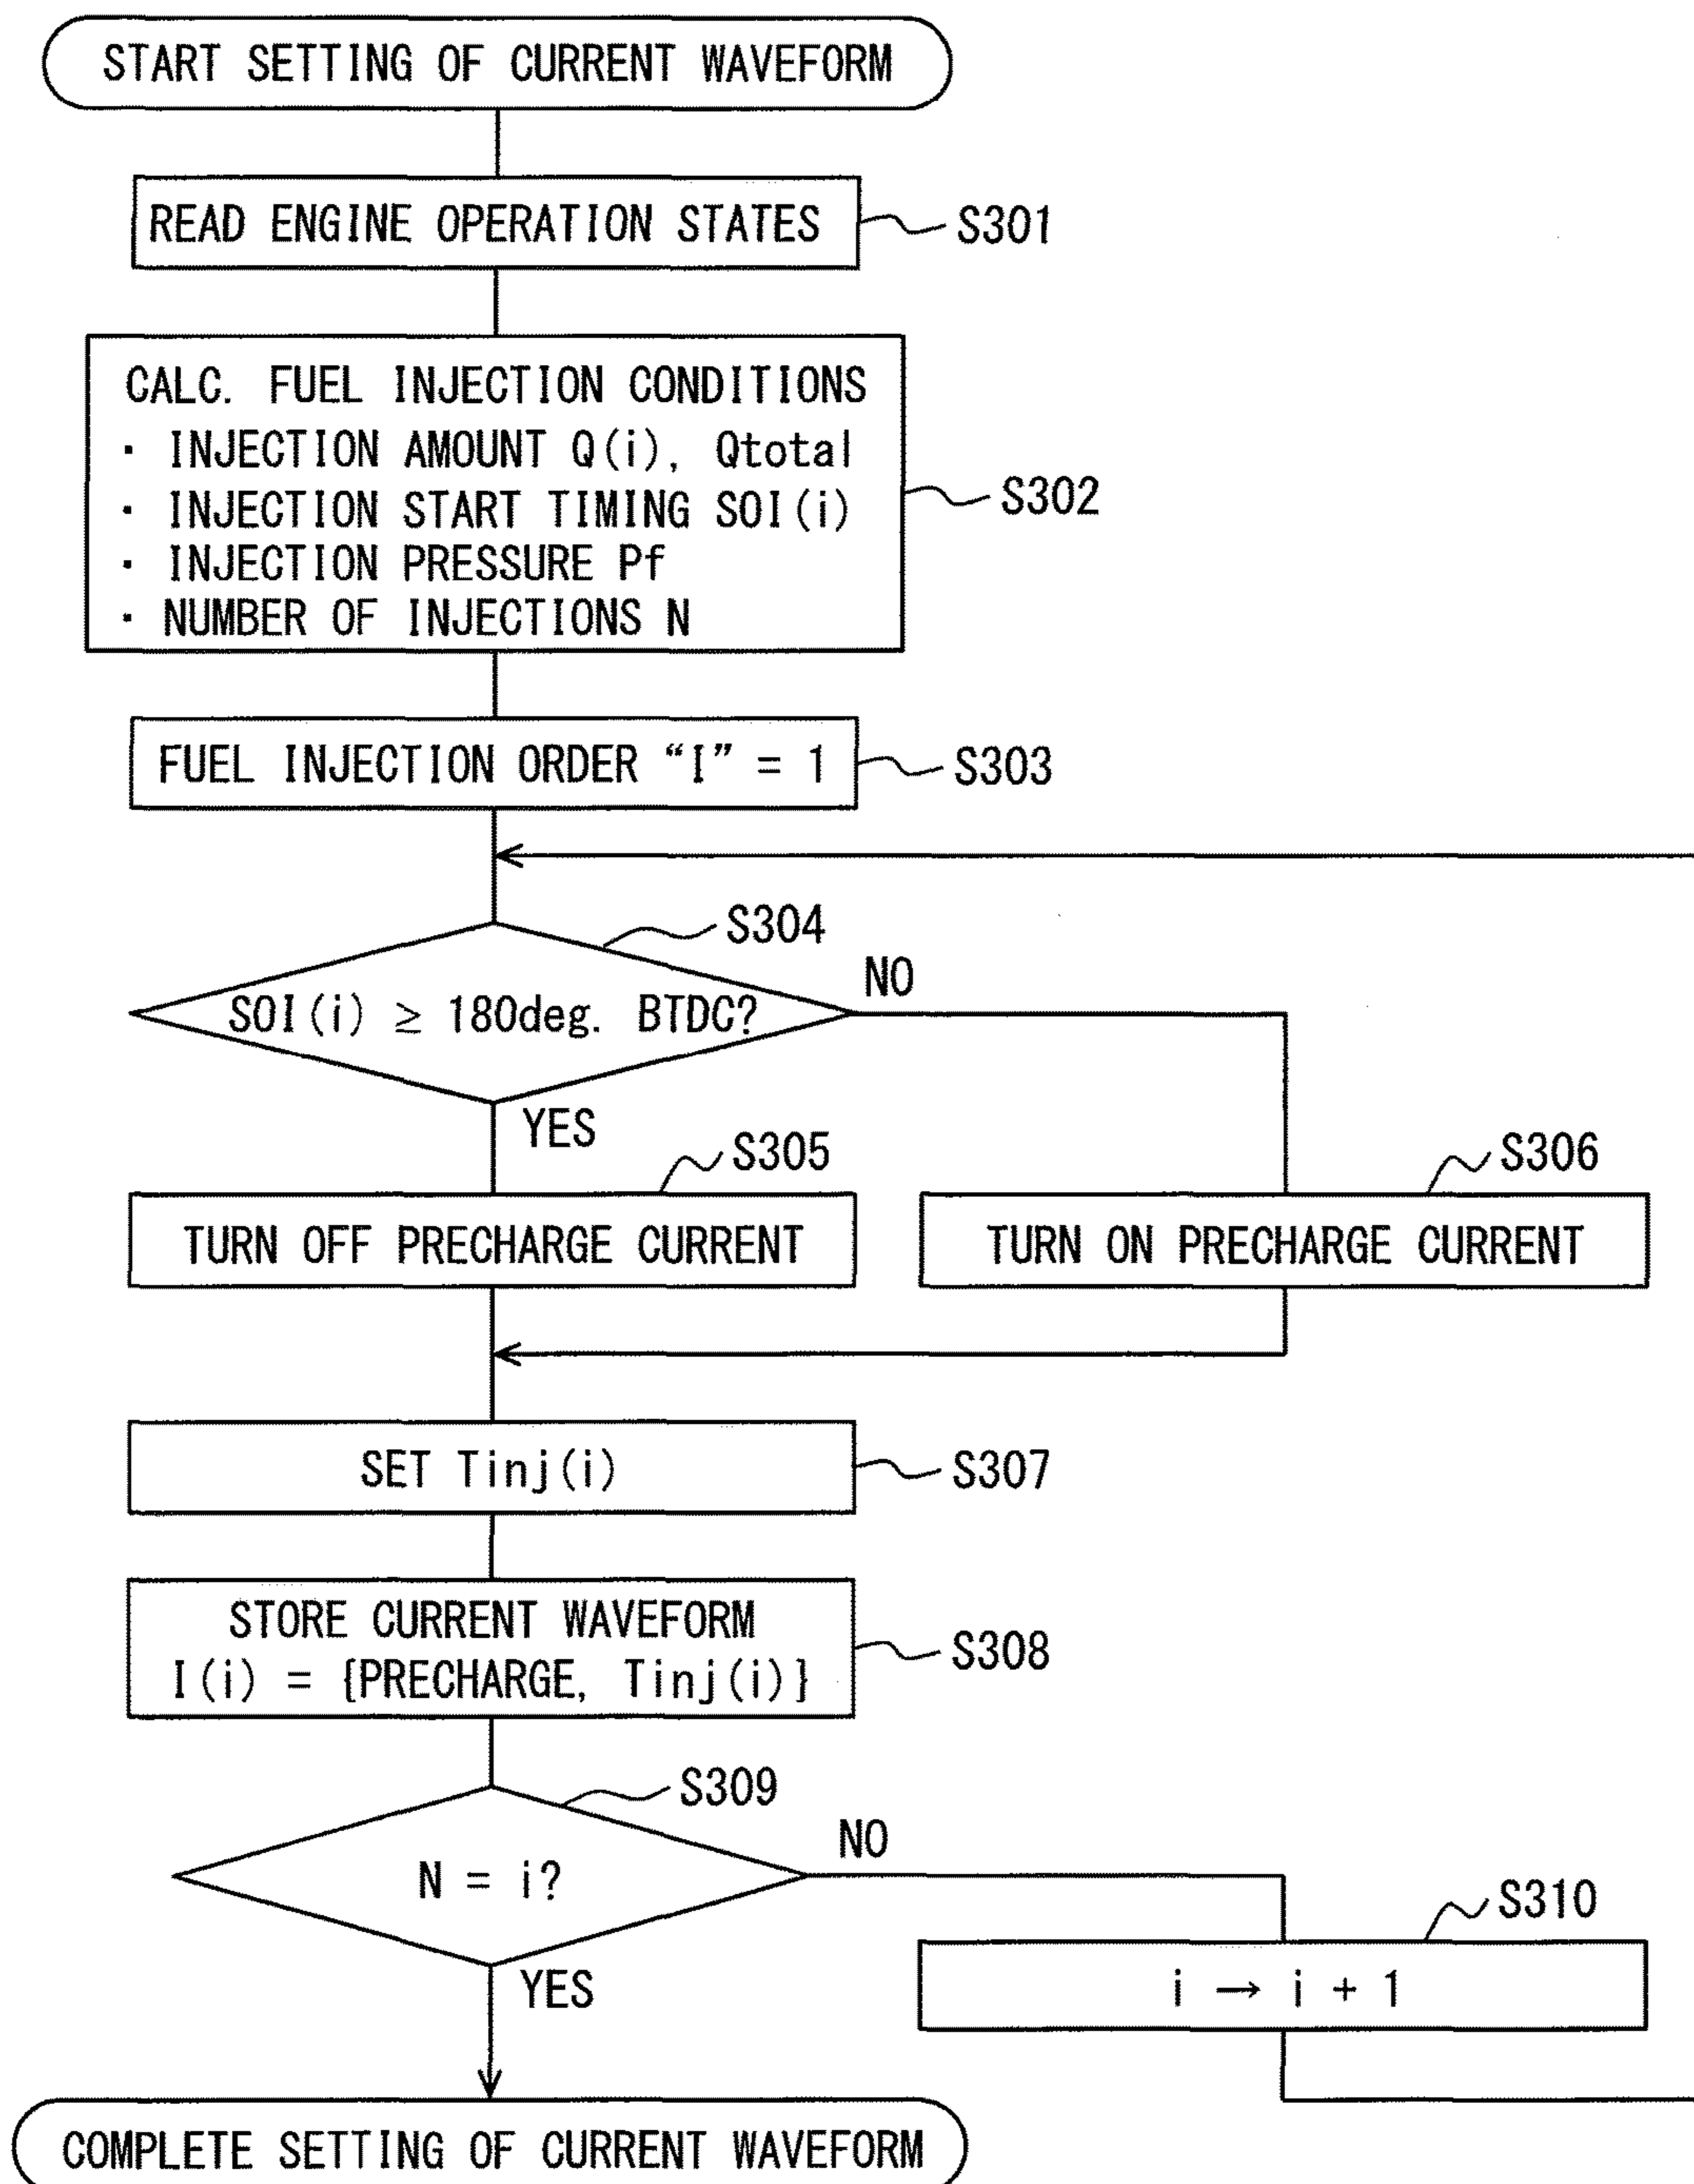 START SETTING OF CURRENT WAVEFORM
READ ENGINE OPERATION STATES
S301
CALC. FUEL INJECTION CONDITIONS
· INJECTION AMOUNT Q(i), Qtotal
· INJECTION START TIMING SOI(i)
· INJECTION PRESSURE Pf
· NUMBER OF INJECTIONS N
S302
FUEL INJECTION ORDER “I” = 1
S303
S304
SOI(i) ≥ 180deg. BTDC?
NO
YES
S305
TURN OFF PRECHARGE CURRENT
S306
TURN ON PRECHARGE CURRENT
SET Tinj(i)
S307
STORE CURRENT WAVEFORM
I(i) = {PRECHARGE, Tinj(i)}
S308
S309
N = i?
NO
YES
S310
i → i + 1
COMPLETE SETTING OF CURRENT WAVEFORM